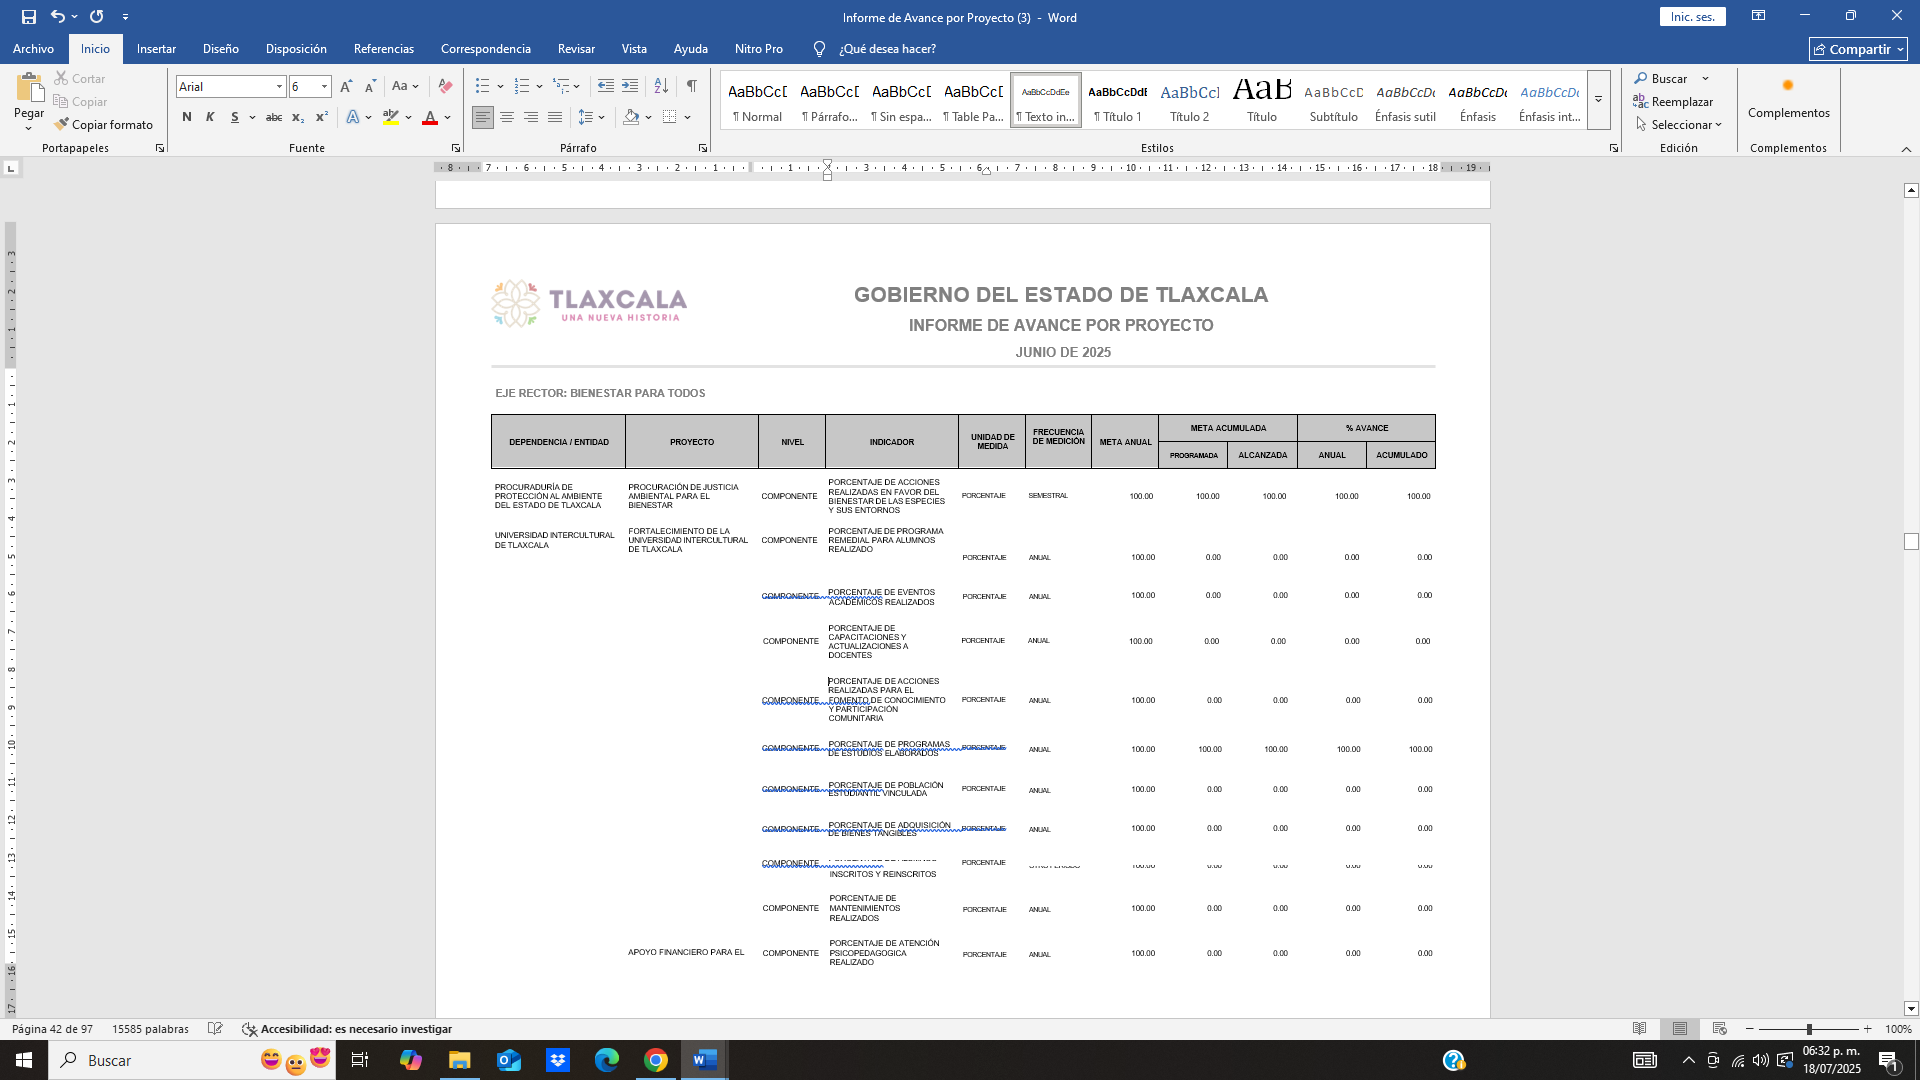 Informe de Avance por Proyecto (3) - Word
Inic. ses.
Archivo Inicio Insertar Diseño Disposición Referencias Correspondencia Revisar Vista Ayuda Nitro Pro ¿Qué desea hacer? Compartir
Pegar
Cortar
Copiar
Copiar formato
Portapapeles
Arial 6
Aa
N K S abc x₂ x²
Fuente
Párrafo
¶ Normal
¶ Párrafo...
¶ Sin espa...
¶ Table Pa...
¶ Texto in...
¶ Título 1
Título 2
Título
Subtítulo
Énfasis sutil
Énfasis
Énfasis int...
Estilos
Buscar
Reemplazar
Seleccionar
Edición
Complementos
Complementos
TLAXCALA
UNA NUEVA HISTORIA
GOBIERNO DEL ESTADO DE TLAXCALA
INFORME DE AVANCE POR PROYECTO
JUNIO DE 2025
EJE RECTOR: BIENESTAR PARA TODOS
DEPENDENCIA / ENTIDAD
PROYECTO
NIVEL
INDICADOR
UNIDAD DE
MEDIDA
FRECUENCIA
DE MEDICIÓN
META ANUAL
META ACUMULADA
PROGRAMADA ALCANZADA
% AVANCE
ANUAL ACUMULADO
PROCURADURÍA DE
PROTECCIÓN AL AMBIENTE
DEL ESTADO DE TLAXCALA
PROCURACIÓN DE JUSTICIA
AMBIENTAL PARA EL
BIENESTAR
COMPONENTE
PORCENTAJE DE ACCIONES
REALIZADAS EN FAVOR DEL
BIENESTAR DE LAS ESPECIES
Y SUS ENTORNOS
PORCENTAJE SEMESTRAL 100.00 100.00 100.00 100.00 100.00
UNIVERSIDAD INTERCULTURAL
DE TLAXCALA
FORTALECIMIENTO DE LA
UNIVERSIDAD INTERCULTURAL
DE TLAXCALA
COMPONENTE
PORCENTAJE DE PROGRAMA
REMEDIAL PARA ALUMNOS
REALIZADO
PORCENTAJE ANUAL 100.00 0.00 0.00 0.00 0.00
COMPONENTE
PORCENTAJE DE EVENTOS
ACADÉMICOS REALIZADOS
PORCENTAJE ANUAL 100.00 0.00 0.00 0.00 0.00
COMPONENTE
PORCENTAJE DE
CAPACITACIONES Y
ACTUALIZACIONES A
DOCENTES
PORCENTAJE ANUAL 100.00 0.00 0.00 0.00 0.00
COMPONENTE
PORCENTAJE DE ACCIONES
REALIZADAS PARA EL
FOMENTO DE CONOCIMIENTO
Y PARTICIPACIÓN
COMUNITARIA
PORCENTAJE ANUAL 100.00 0.00 0.00 0.00 0.00
COMPONENTE
PORCENTAJE DE PROGRAMAS
DE ESTUDIOS ELABORADOS
PORCENTAJE ANUAL 100.00 100.00 100.00 100.00 100.00
COMPONENTE
PORCENTAJE DE POBLACIÓN
ESTUDIANTIL VINCULADA
PORCENTAJE ANUAL 100.00 0.00 0.00 0.00 0.00
COMPONENTE
PORCENTAJE DE ADQUISICIÓN
DE BIENES TANGIBLES
PORCENTAJE ANUAL 100.00 0.00 0.00 0.00 0.00
COMPONENTE
INSCRITOS Y REINSCRITOS
PORCENTAJE 100.00 0.00 0.00 0.00 0.00
COMPONENTE
PORCENTAJE DE
MANTENIMIENTOS
REALIZADOS
PORCENTAJE ANUAL 100.00 0.00 0.00 0.00 0.00
APOYO FINANCIERO PARA EL
COMPONENTE
PORCENTAJE DE ATENCIÓN
PSICOPEDAGOGICA
REALIZADO
PORCENTAJE ANUAL 100.00 0.00 0.00 0.00 0.00
Página 42 de 97 15585 palabras Accesibilidad: es necesario investigar 100%
Buscar
06:32 p. m.
18/07/2025
1